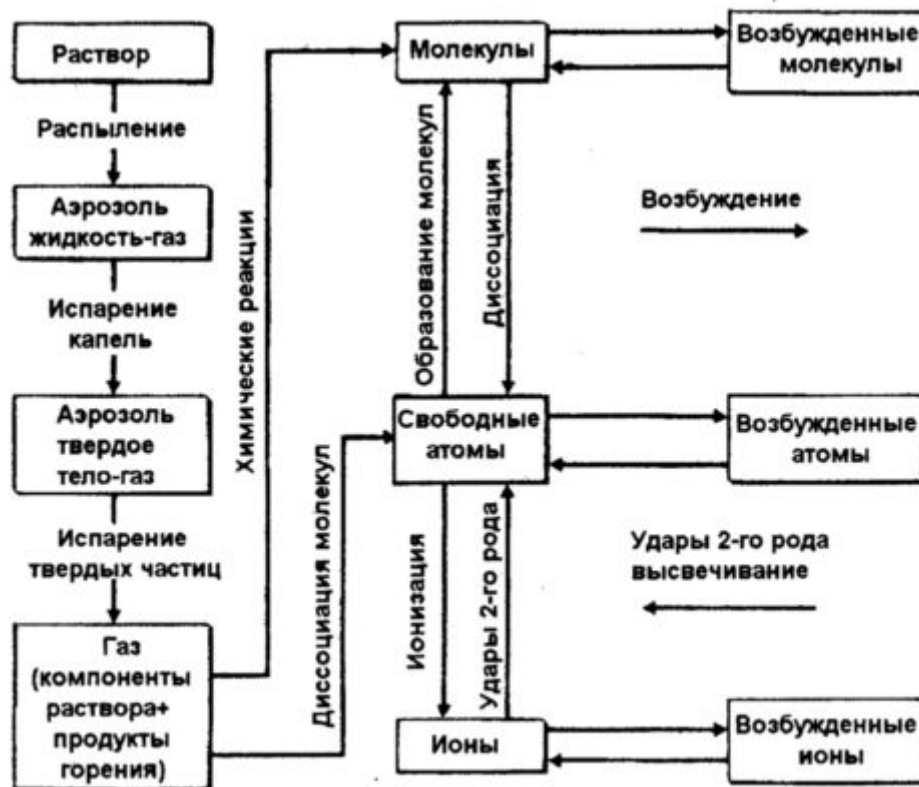 Раствор
Распыление
Аэрозоль
жидкость-газ
Испарение
капель
Аэрозоль
твердое
тело-газ
Испарение
твердых частиц
Газ
(компоненты
раствора+
продукты
горения)
Химические реакции
Диссоциация молекул
Молекулы
Образование молекул
Диссоциация
Свободные
атомы
Ионизация
Удары 2-го рода
Ионы
Возбужденные
молекулы
Возбуждение
Возбужденные
атомы
Удары 2-го рода
высвечивание
Возбужденные
ионы